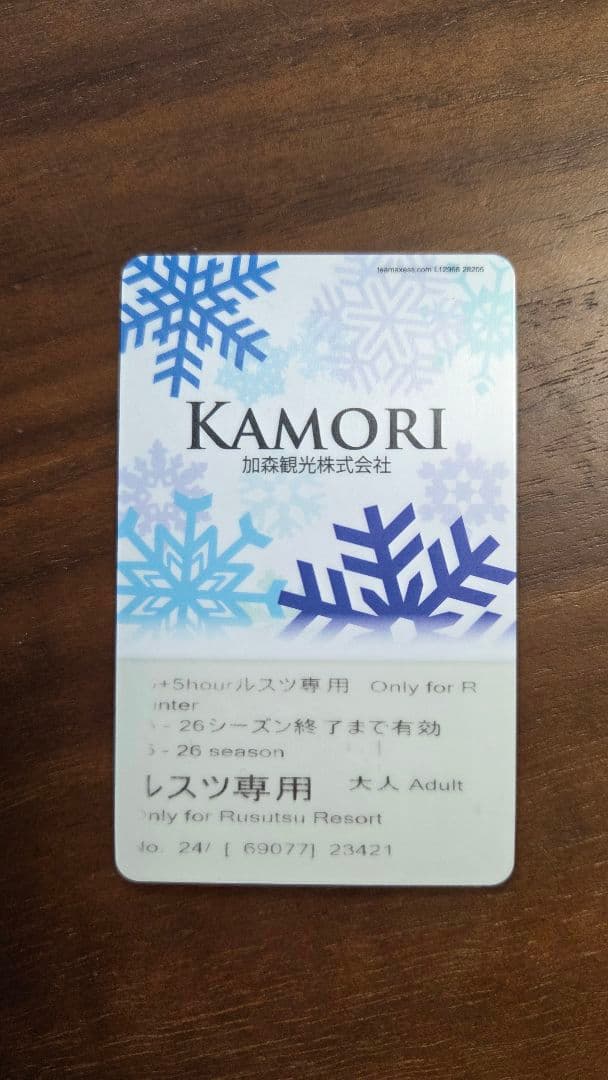 teamaxess.com L12966 28205
KAMORI
加森観光株式会社
+5hourルスツ専用 Only for R
inter
- 26シーズン終了まで有効
- 26 season
ルスツ専用 大人 Adult
Only for Rusutsu Resort
No. 24/ [ 69077] 23421